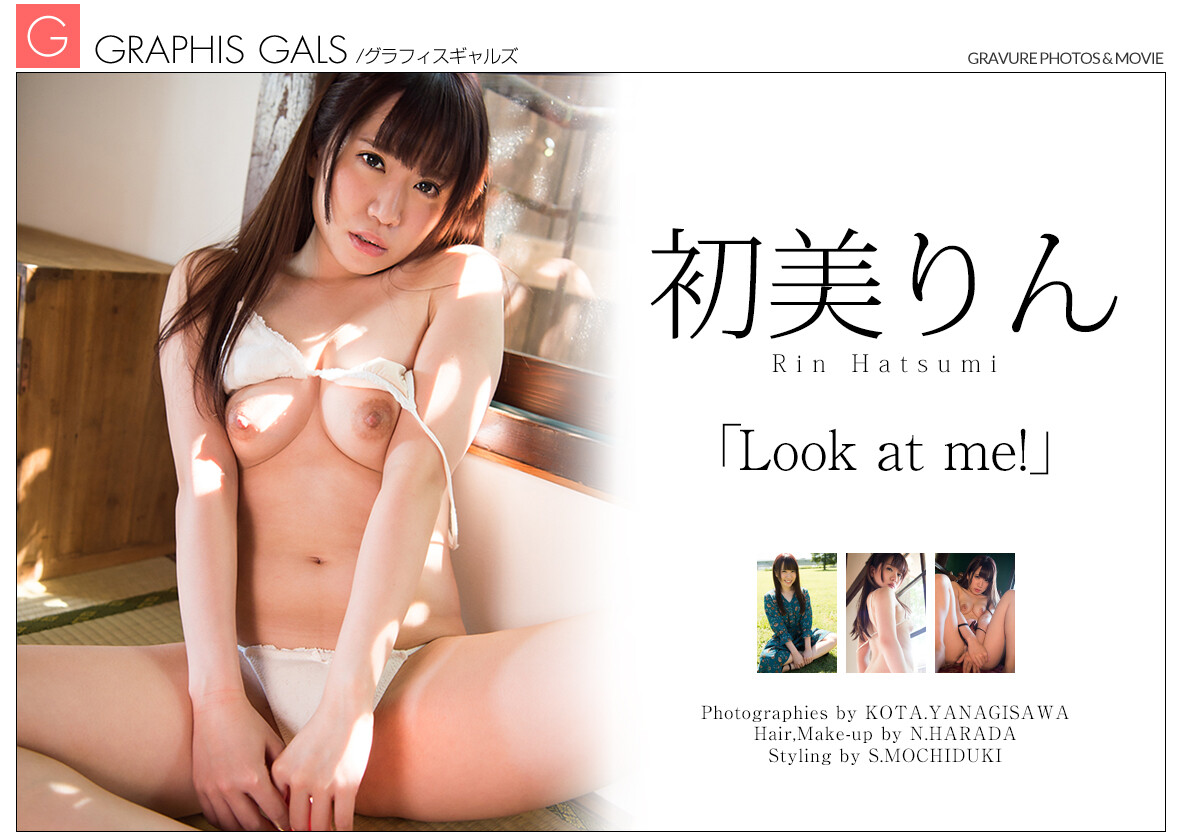 G
GRAPHIS GALS /グラフィスギャルズ
GRAVURE PHOTOS & MOVIE
初美りん
Rin Hatsumi
「Look at me!」
Photographies by KOTA.YANAGISAWA
Hair,Make-up by N.HARADA
Styling by S.MOCHIDUKI